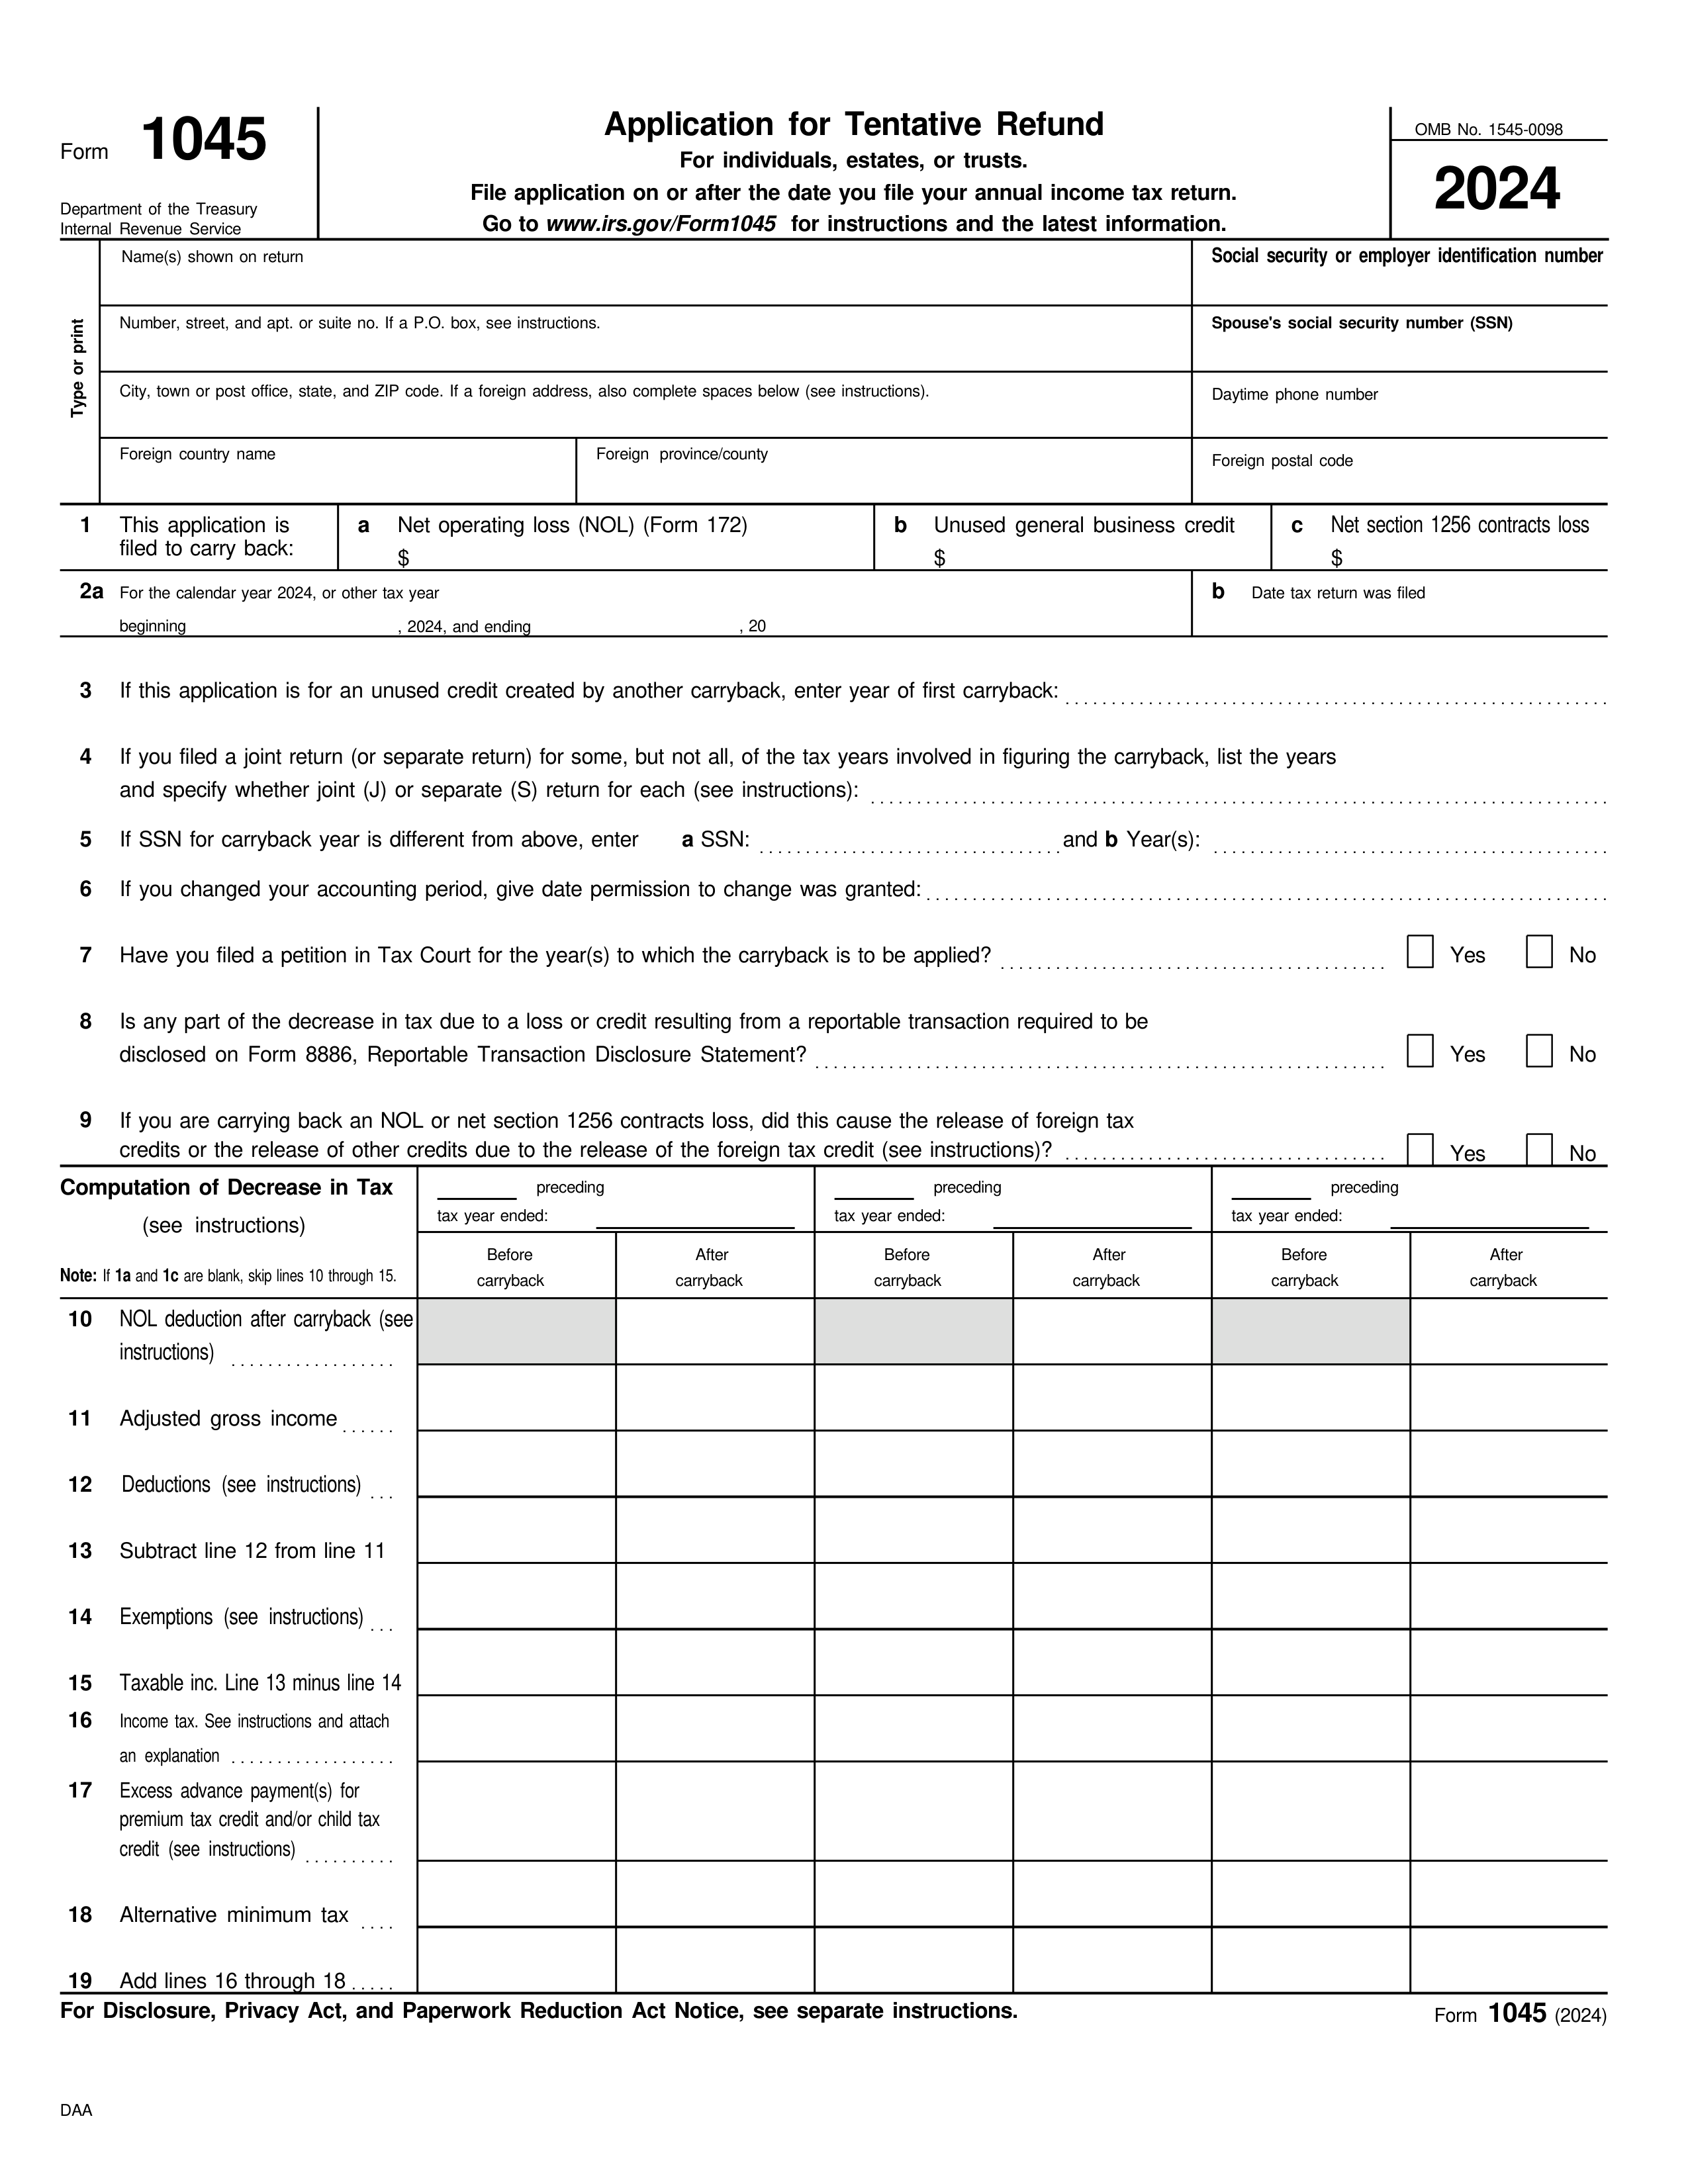 Form 1045
Department of the Treasury
Internal Revenue Service
Application for Tentative Refund
For individuals, estates, or trusts.
File application on or after the date you file your annual income tax return.
Go to www.irs.gov/Form1045 for instructions and the latest information.
OMB No. 1545-0098
2024
Type or print
Name(s) shown on return
Social security or employer identification number
Number, street, and apt. or suite no. If a P.O. box, see instructions.
Spouse's social security number (SSN)
City, town or post office, state, and ZIP code. If a foreign address, also complete spaces below (see instructions).
Daytime phone number
Foreign country name
Foreign province/county
Foreign postal code
1 This application is
filed to carry back:
a Net operating loss (NOL) (Form 172)
$
b Unused general business credit
$
c Net section 1256 contracts loss
$
2a For the calendar year 2024, or other tax year
beginning , 2024, and ending , 20
b Date tax return was filed
3 If this application is for an unused credit created by another carryback, enter year of first carryback:
4 If you filed a joint return (or separate return) for some, but not all, of the tax years involved in figuring the carryback, list the years
and specify whether joint (J) or separate (S) return for each (see instructions):
5 If SSN for carryback year is different from above, enter a SSN: and b Year(s):
6 If you changed your accounting period, give date permission to change was granted:
7 Have you filed a petition in Tax Court for the year(s) to which the carryback is to be applied? Yes No
8 Is any part of the decrease in tax due to a loss or credit resulting from a reportable transaction required to be
disclosed on Form 8886, Reportable Transaction Disclosure Statement? Yes No
9 If you are carrying back an NOL or net section 1256 contracts loss, did this cause the release of foreign tax
credits or the release of other credits due to the release of the foreign tax credit (see instructions)? Yes No
Computation of Decrease in Tax
(see instructions)
Note: If 1a and 1c are blank, skip lines 10 through 15.
preceding
tax year ended:
preceding
tax year ended:
preceding
tax year ended:
Before
carryback
After
carryback
Before
carryback
After
carryback
Before
carryback
After
carryback
10 NOL deduction after carryback (see
instructions)
11 Adjusted gross income
12 Deductions (see instructions)
13 Subtract line 12 from line 11
14 Exemptions (see instructions)
15 Taxable inc. Line 13 minus line 14
16 Income tax. See instructions and attach
an explanation
17 Excess advance payment(s) for
premium tax credit and/or child tax
credit (see instructions)
18 Alternative minimum tax
19 Add lines 16 through 18
For Disclosure, Privacy Act, and Paperwork Reduction Act Notice, see separate instructions.
Form 1045 (2024)
DAA